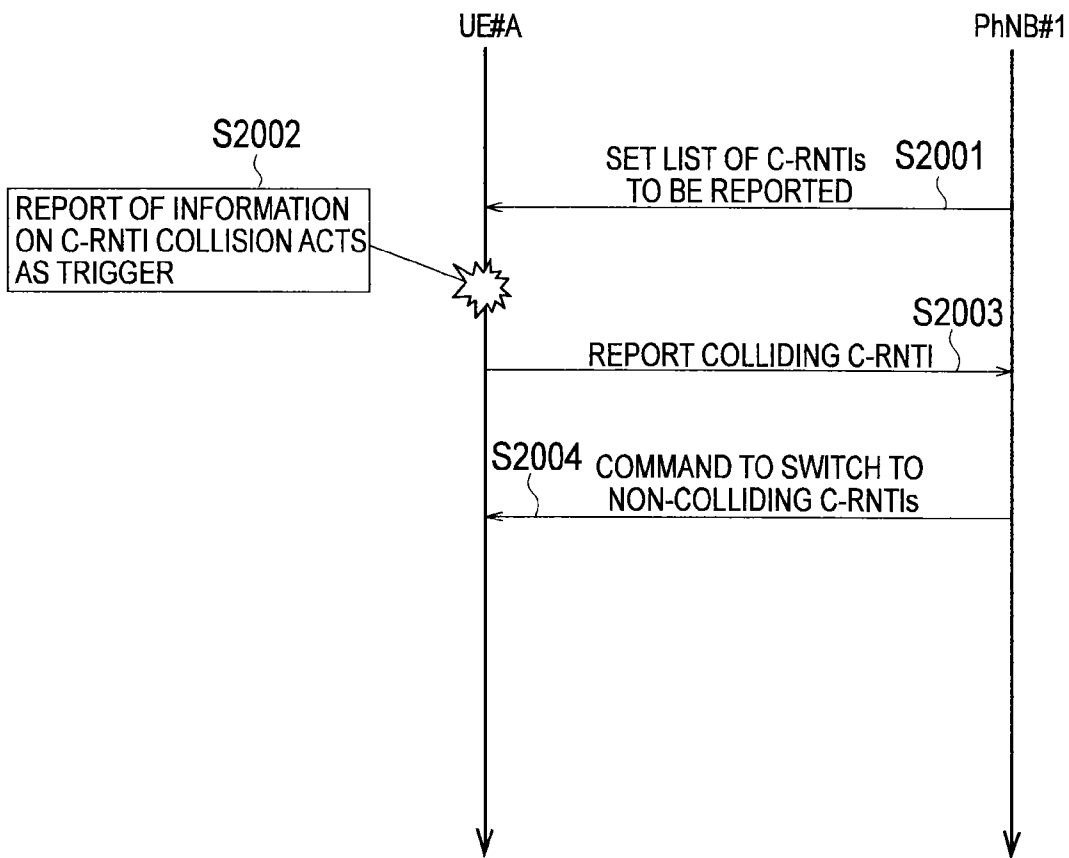 UE#A
PhNB#1
S2002
REPORT OF INFORMATION
ON C-RNTI COLLISION ACTS
AS TRIGGER
SET LIST OF C-RNTIs
TO BE REPORTED
S2001
S2003
REPORT COLLIDING C-RNTI
S2004
COMMAND TO SWITCH TO
NON-COLLIDING C-RNTIs